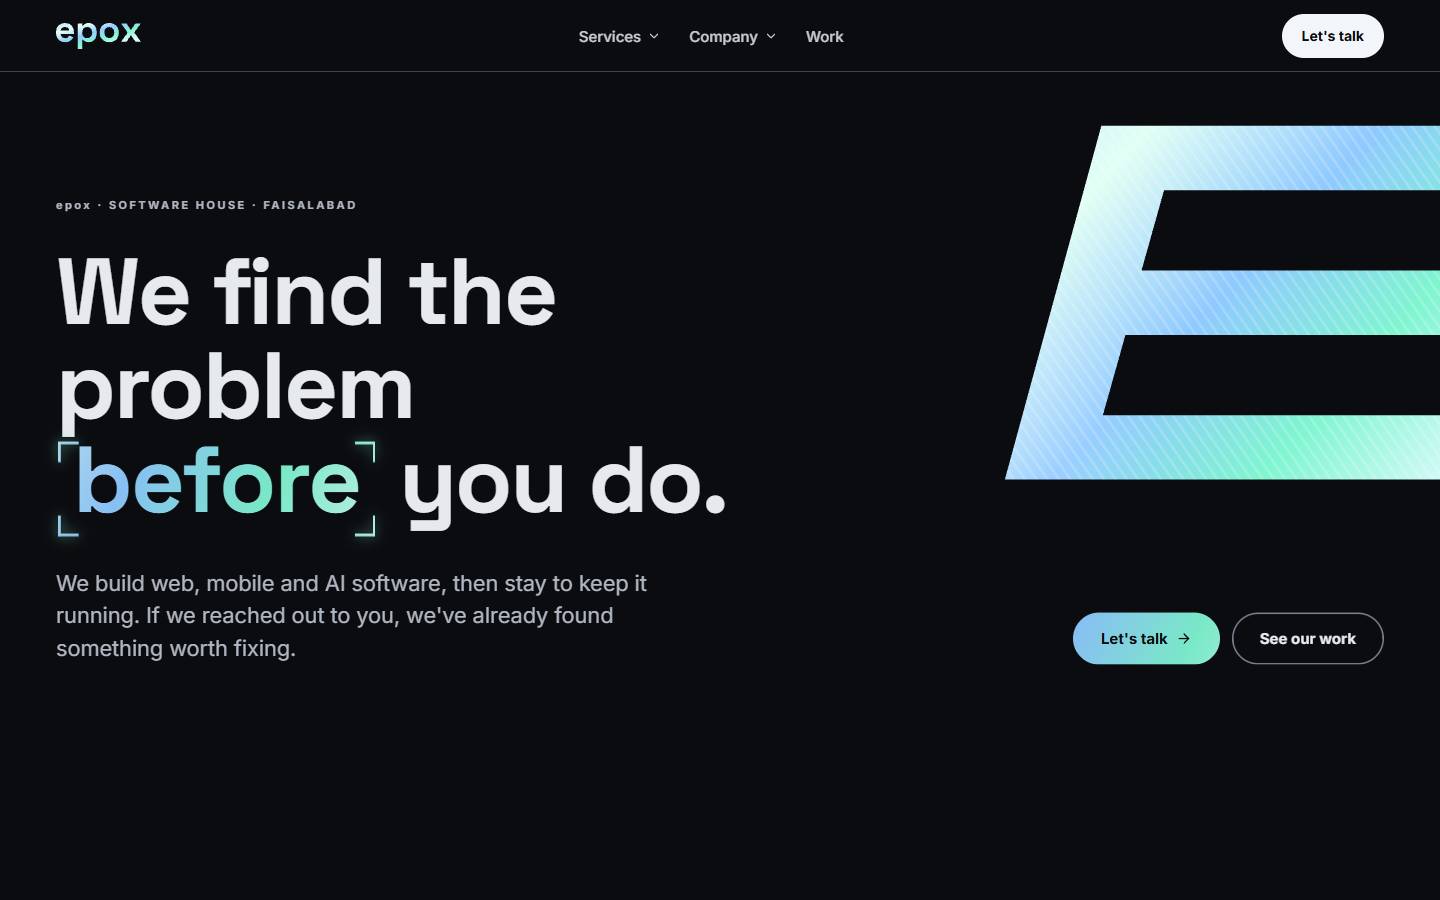 epox
Services
Company
Work
Let's talk
epox · SOFTWARE HOUSE · FAISALABAD
We find the
problem
before you do.
We build web, mobile and AI software, then stay to keep it
running. If we reached out to you, we've already found
something worth fixing.
Let's talk →
See our work